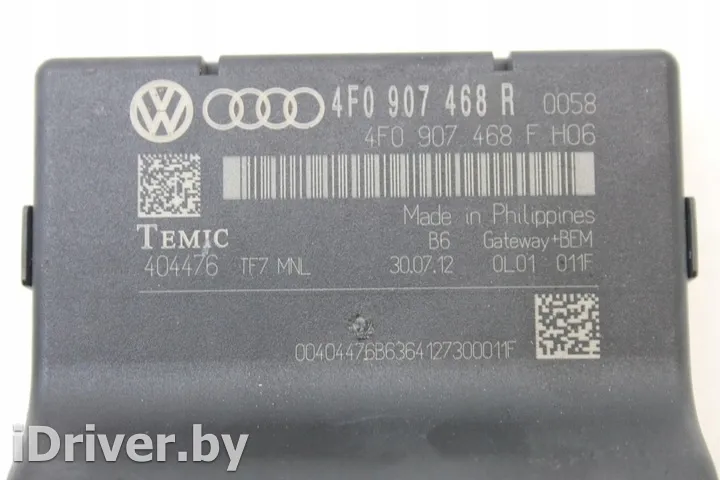 4F0 907 468 R 0058
4F0 907 468 F H06
Made in Philippines
TEMIC B6 Gateway+BEM
404476 TF7 MNL 30.07.12 0L01 011F
00404476B6364127300011F
iDriver.by